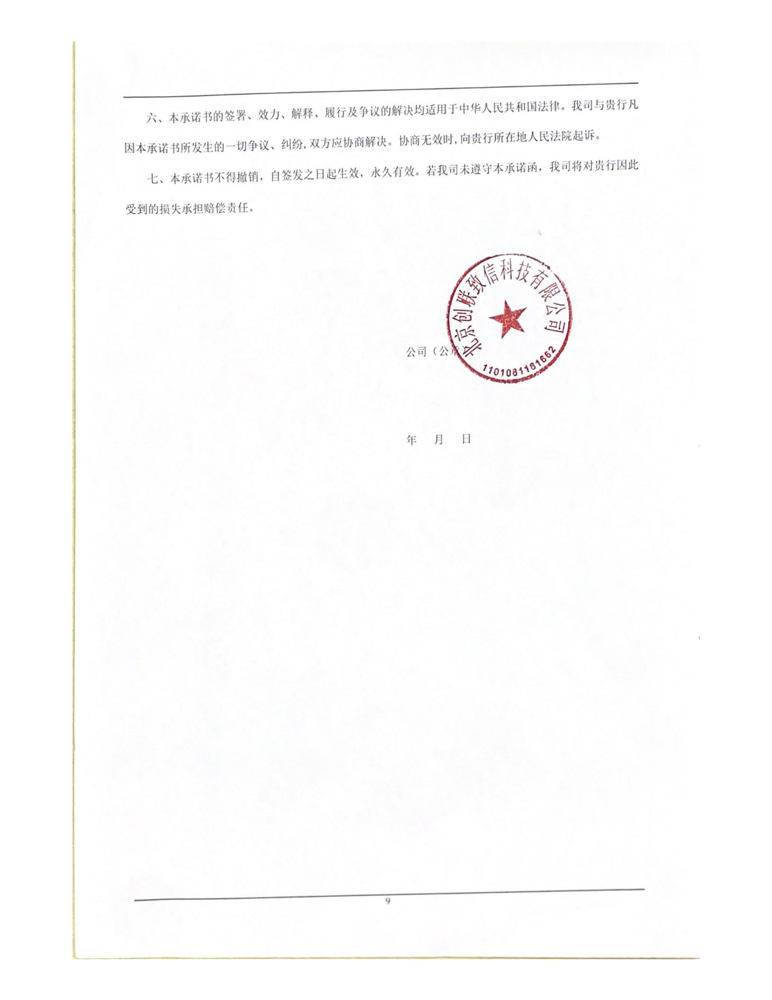 六、本承诺书的签署、效力、解释、履行及争议的解决均适用于中华人民共和国法律。我司与贵行凡
因本承诺书所发生的一切争议、纠纷,双方应协商解决。协商无效时,向贵行所在地人民法院起诉。
七、本承诺书不得撤销，自签发之日起生效，永久有效。若我司未遵守本承诺函，我司将对贵行因此
受到的损失承担赔偿责任。
北京创联致信科技有限公司
公司（公章）
1101081161662
年 月 日
9